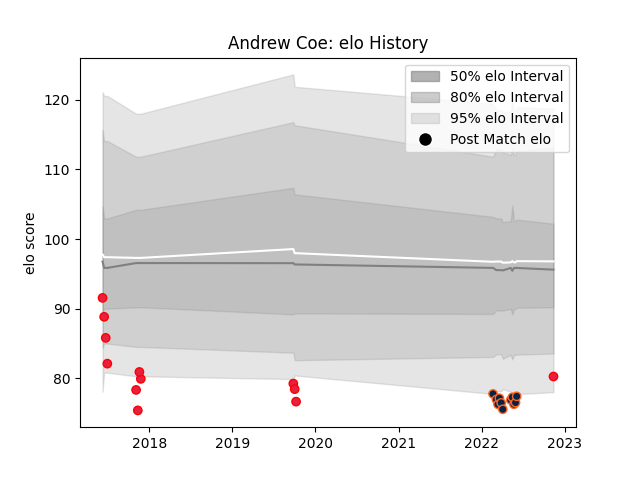 Andrew Coe: elo History
50% elo Interval
80% elo Interval
95% elo Interval
Post Match elo
elo score
120
110
100
90
80
2018
2019
2020
2021
2022
2023